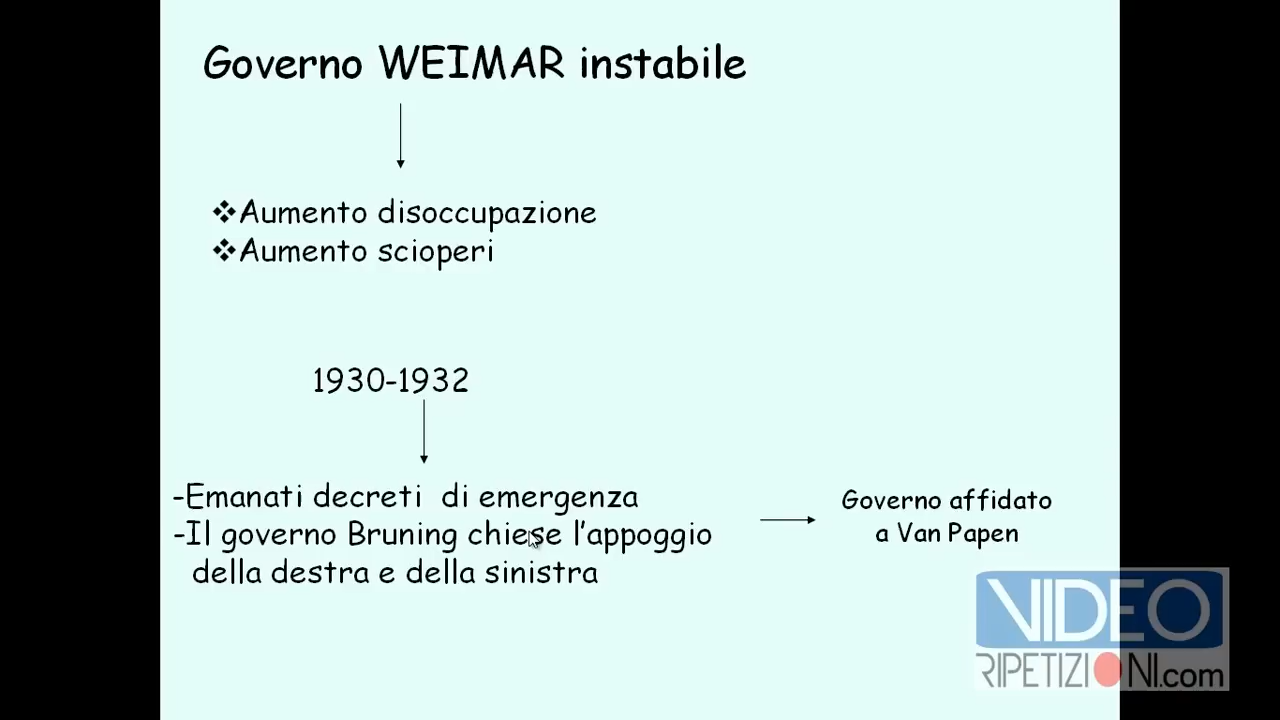 Governo WEIMAR instabile
❖Aumento disoccupazione
❖Aumento scioperi
1930-1932
-Emanati decreti di emergenza
-Il governo Bruning chiese l'appoggio
della destra e della sinistra
Governo affidato
a Van Papen
VIDEO
RIPETIZIONI.com